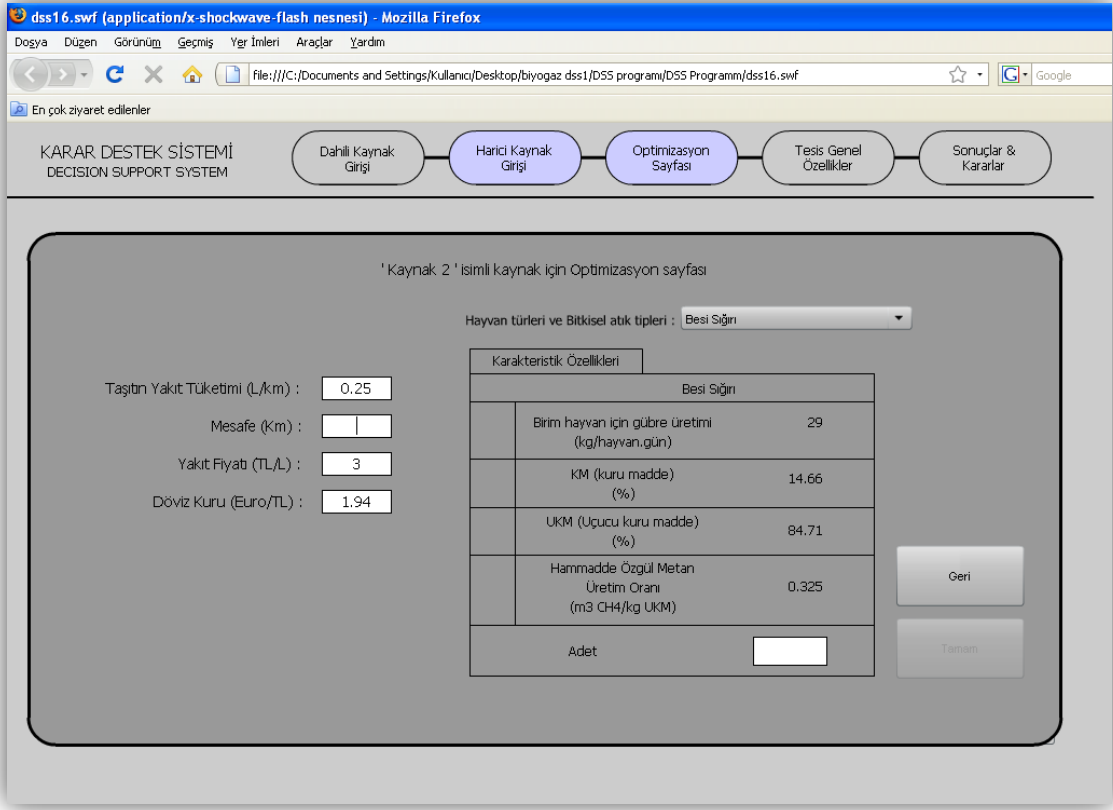 dss16.swf (application/x-shockwave-flash nesnesi) - Mozilla Firefox
Dosya Düzen Görünüm Geçmiş Yer İmleri Araçlar Yardım
file:///C:/Documents and Settings/Kullanıcı/Desktop/biyogaz dss1/DSS programı/DSS Programm/dss16.swf
Google
En çok ziyaret edilenler
KARAR DESTEK SİSTEMİ
DECISION SUPPORT SYSTEM
Dahili Kaynak
Girişi
Harici Kaynak
Girişi
Optimizasyon
Sayfası
Tesis Genel
Özellikler
Sonuçlar &
Kararlar
' Kaynak 2 ' isimli kaynak için Optimizasyon sayfası
Hayvan türleri ve Bitkisel atık tipleri : Besi Sığırı
Taşıtın Yakıt Tüketimi (L/km) : 0.25
Mesafe (Km) :
Yakıt Fiyatı (TL/L) : 3
Döviz Kuru (Euro/TL) : 1.94
Karakteristik Özellikleri
Besi Sığırı
Birim hayvan için gübre üretimi
(kg/hayvan.gün)
29
KM (kuru madde)
(%)
14.66
UKM (Uçucu kuru madde)
(%)
84.71
Hammadde Özgül Metan
Üretim Oranı
(m3 CH4/kg UKM)
0.325
Adet
Geri
Tamam